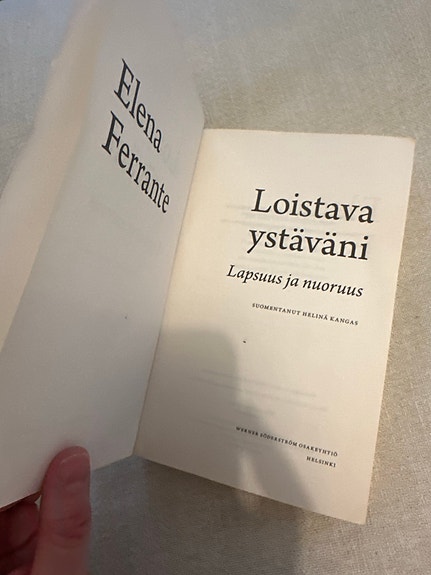 Elena
Ferrante
Loistava
ystäväni
Lapsuus ja nuoruus
SUOMENTANUT HELINÄ KANGAS
WERNER SÖDERSTRÖM OSAKEYHTIÖ
HELSINKI